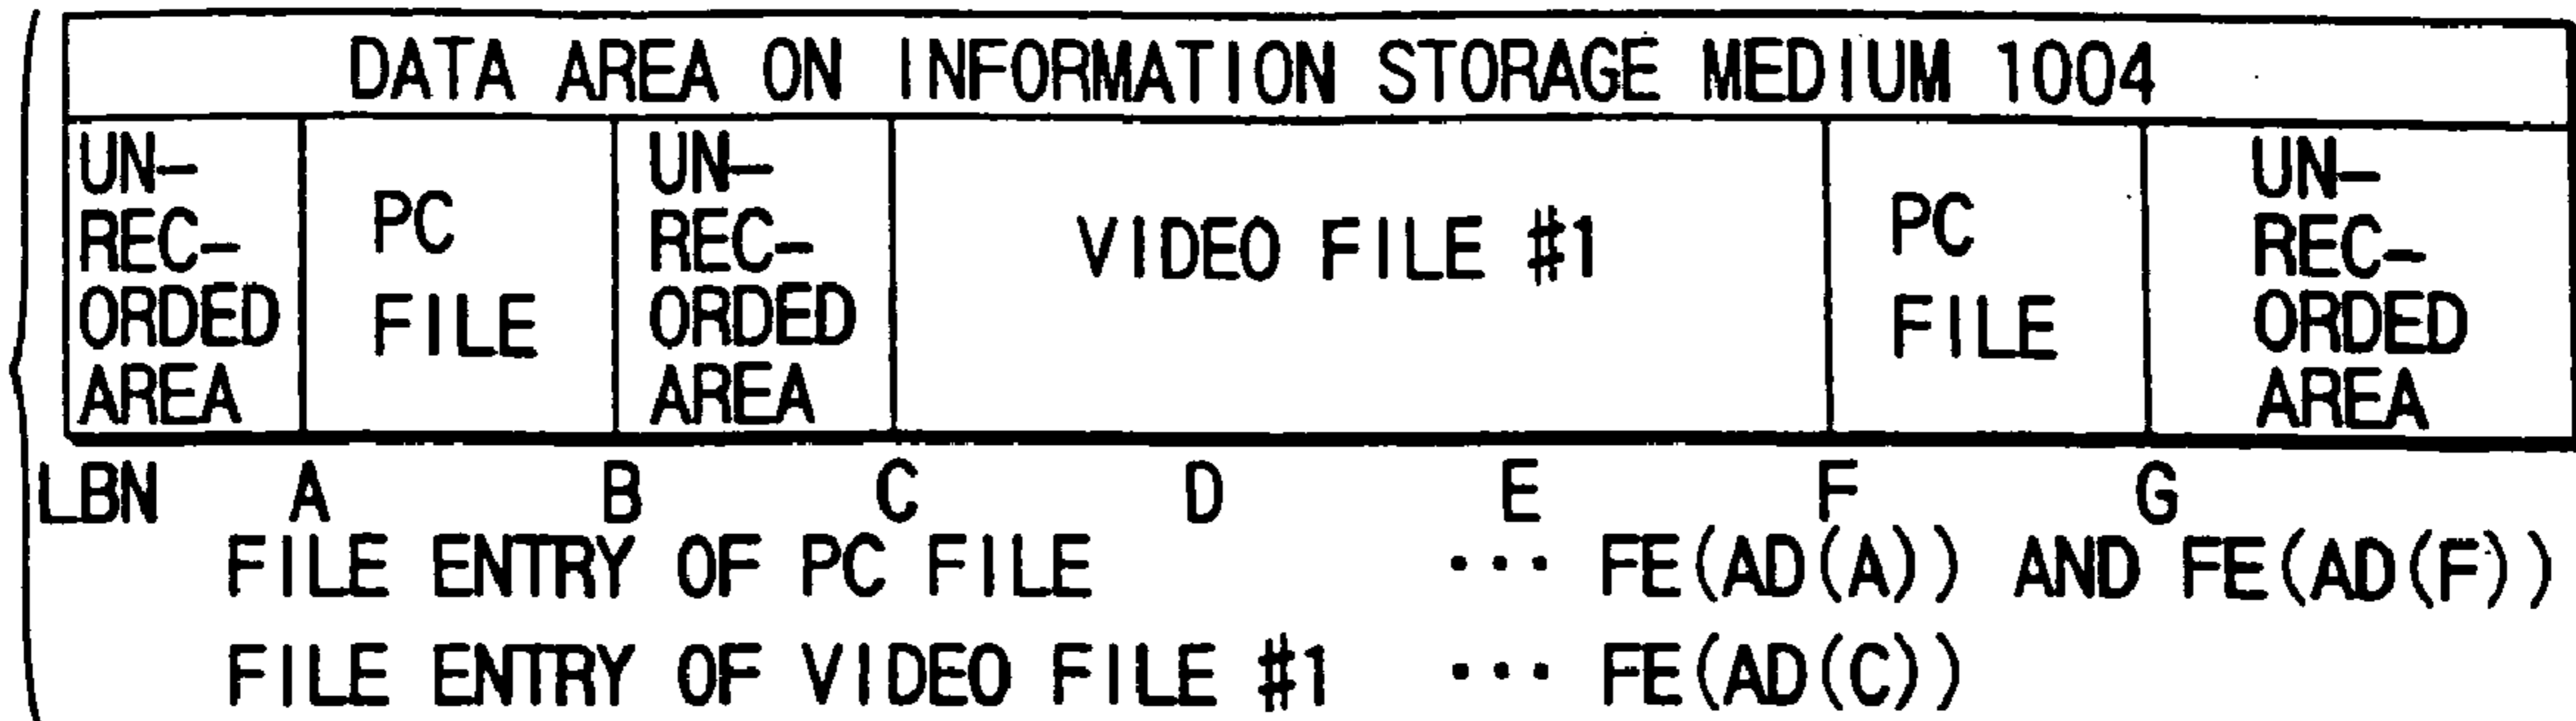 DATA AREA ON INFORMATION STORAGE MEDIUM 1004
UN-
REC-
ORDED
AREA
PC
FILE
UN-
REC-
ORDED
AREA
VIDEO FILE #1
PC
FILE
UN-
REC-
ORDED
AREA
LBN A B C D E F G
FILE ENTRY OF PC FILE ··· FE(AD(A)) AND FE(AD(F))
FILE ENTRY OF VIDEO FILE #1 ··· FE(AD(C))